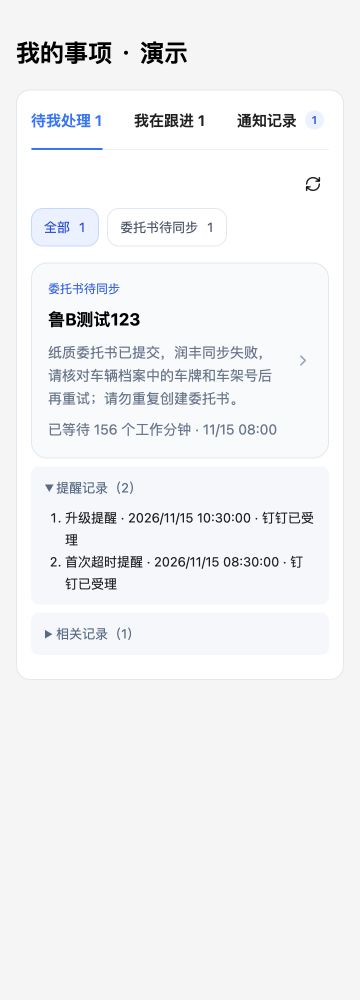 我的事项 · 演示
待我处理 1 我在跟进 1 通知记录 1
全部 1 委托书待同步 1
委托书待同步
鲁B测试123
纸质委托书已提交，润丰同步失败，
请核对车辆档案中的车牌和车架号后
再重试；请勿重复创建委托书。
已等待 156 个工作分钟 · 11/15 08:00
▼提醒记录（2）
1. 升级提醒 · 2026/11/15 10:30:00 · 钉钉已受
理
2. 首次超时提醒 · 2026/11/15 08:30:00 · 钉
钉已受理
▶相关记录（1）